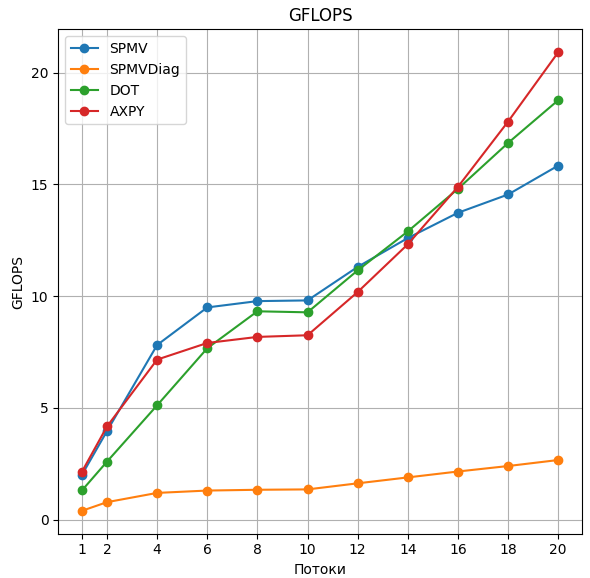 GFLOPS
SPMV
SPMVDiag
DOT
AXPY
GFLOPS
20
15
10
5
0
1 2 4 6 8 10 12 14 16 18 20
Потоки